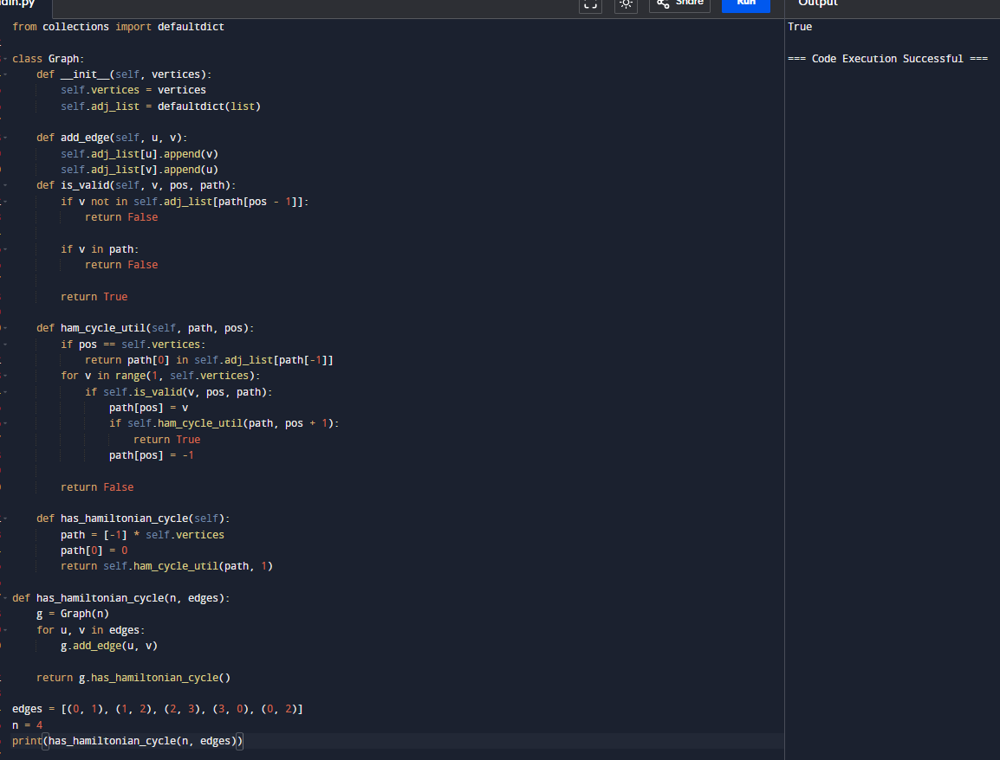 main.py
Share
Run
Output
from collections import defaultdict
class Graph:
    def __init__(self, vertices):
        self.vertices = vertices
        self.adj_list = defaultdict(list)
    def add_edge(self, u, v):
        self.adj_list[u].append(v)
        self.adj_list[v].append(u)
    def is_valid(self, v, pos, path):
        if v not in self.adj_list[path[pos - 1]]:
            return False
        if v in path:
            return False
        return True
    def ham_cycle_util(self, path, pos):
        if pos == self.vertices:
            return path[0] in self.adj_list[path[-1]]
        for v in range(1, self.vertices):
            if self.is_valid(v, pos, path):
                path[pos] = v
                if self.ham_cycle_util(path, pos + 1):
                    return True
                path[pos] = -1
        return False
    def has_hamiltonian_cycle(self):
        path = [-1] * self.vertices
        path[0] = 0
        return self.ham_cycle_util(path, 1)
def has_hamiltonian_cycle(n, edges):
    g = Graph(n)
    for u, v in edges:
        g.add_edge(u, v)
    return g.has_hamiltonian_cycle()
edges = [(0, 1), (1, 2), (2, 3), (3, 0), (0, 2)]
n = 4
print(has_hamiltonian_cycle(n, edges))
True
=== Code Execution Successful ===